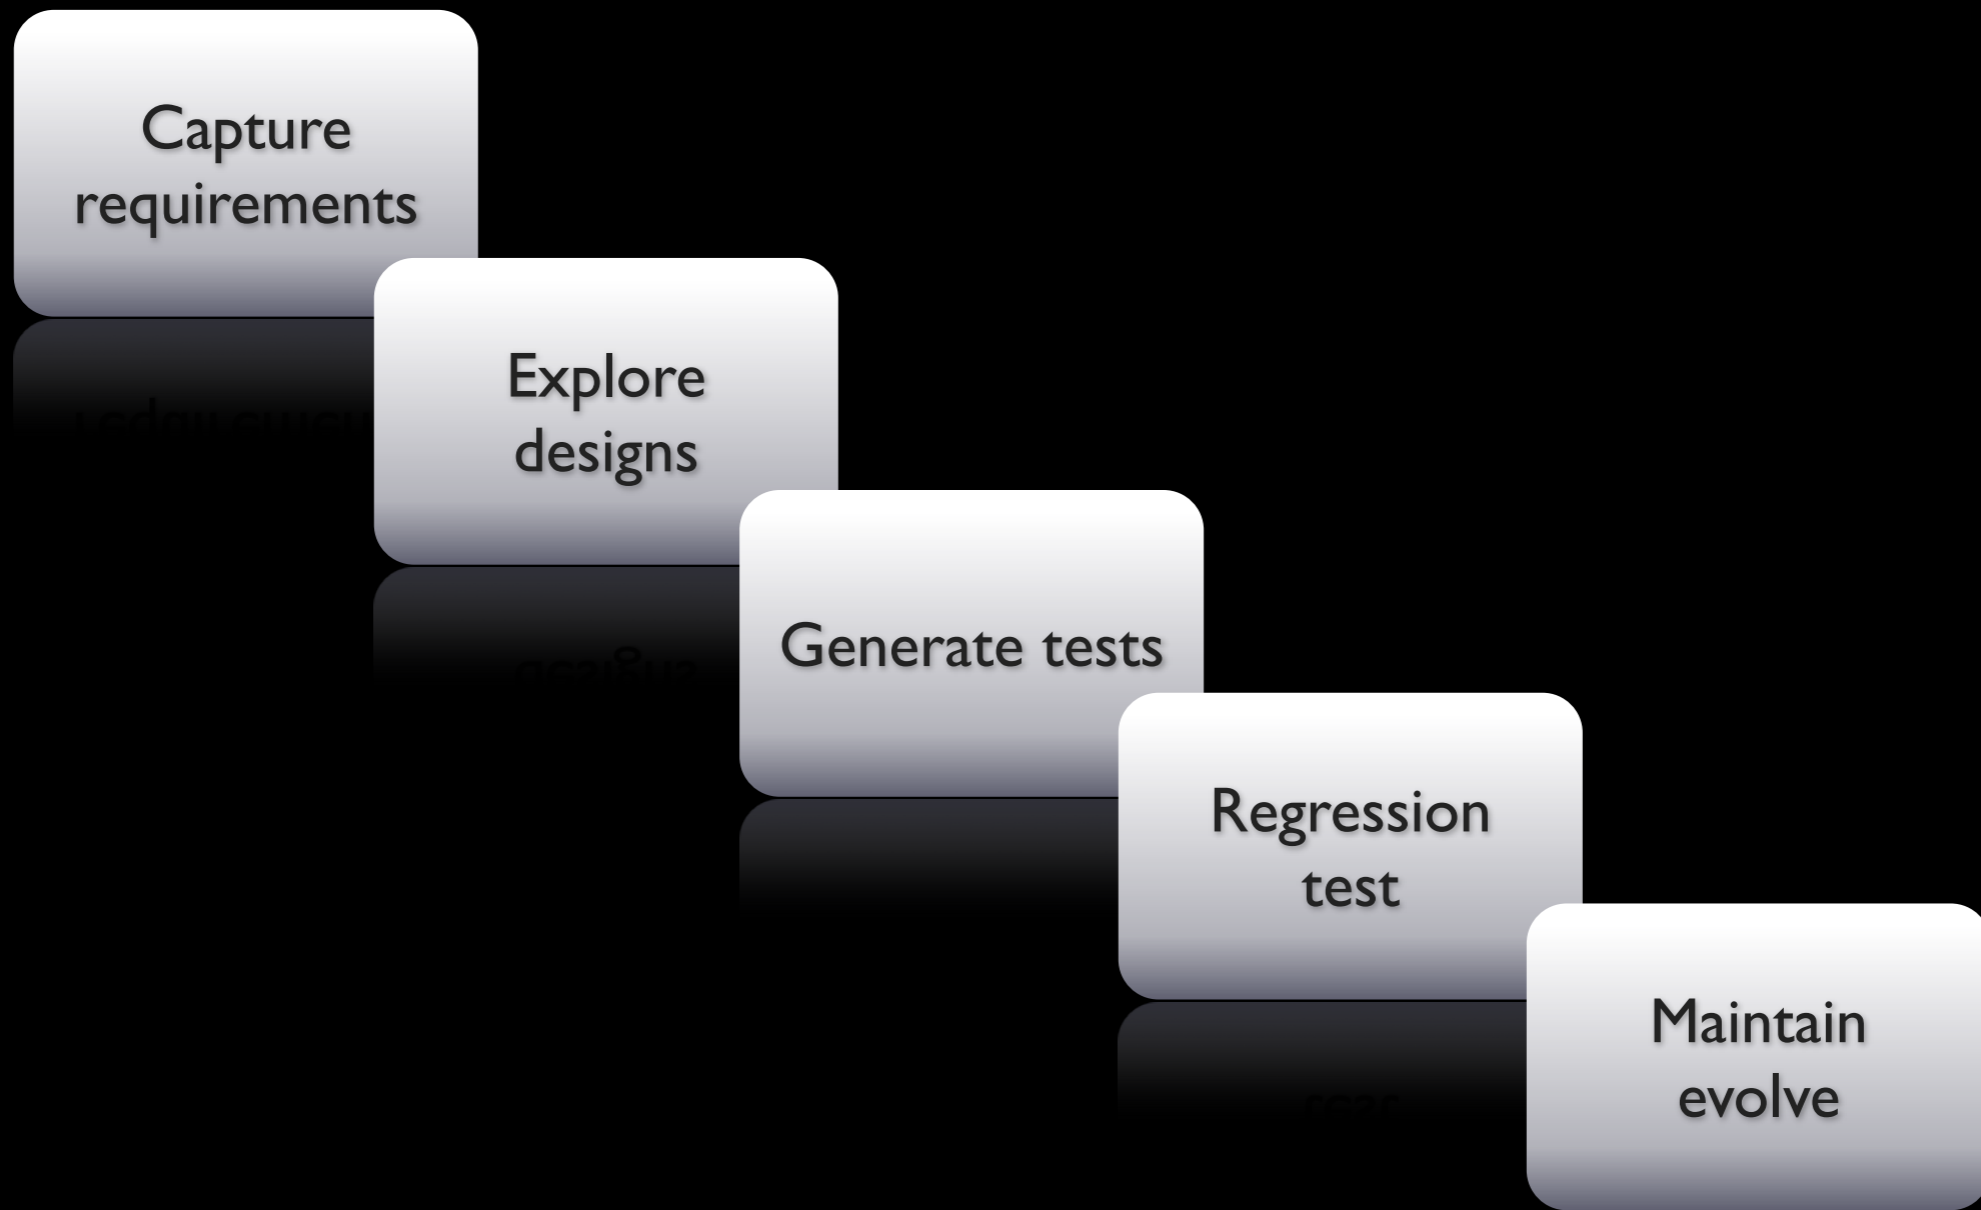 Capture
requirements
Explore
designs
Generate tests
Regression
test
Maintain
evolve